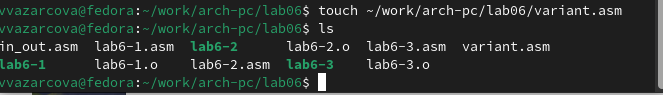 vvazarcova@fedora:~/work/arch-pc/lab06$ touch ~/work/arch-pc/lab06/variant.asm
vvazarcova@fedora:~/work/arch-pc/lab06$ ls
in_out.asm lab6-1.asm lab6-2 lab6-2.o lab6-3.asm variant.asm
lab6-1 lab6-1.o lab6-2.asm lab6-3 lab6-3.o
vvazarcova@fedora:~/work/arch-pc/lab06$